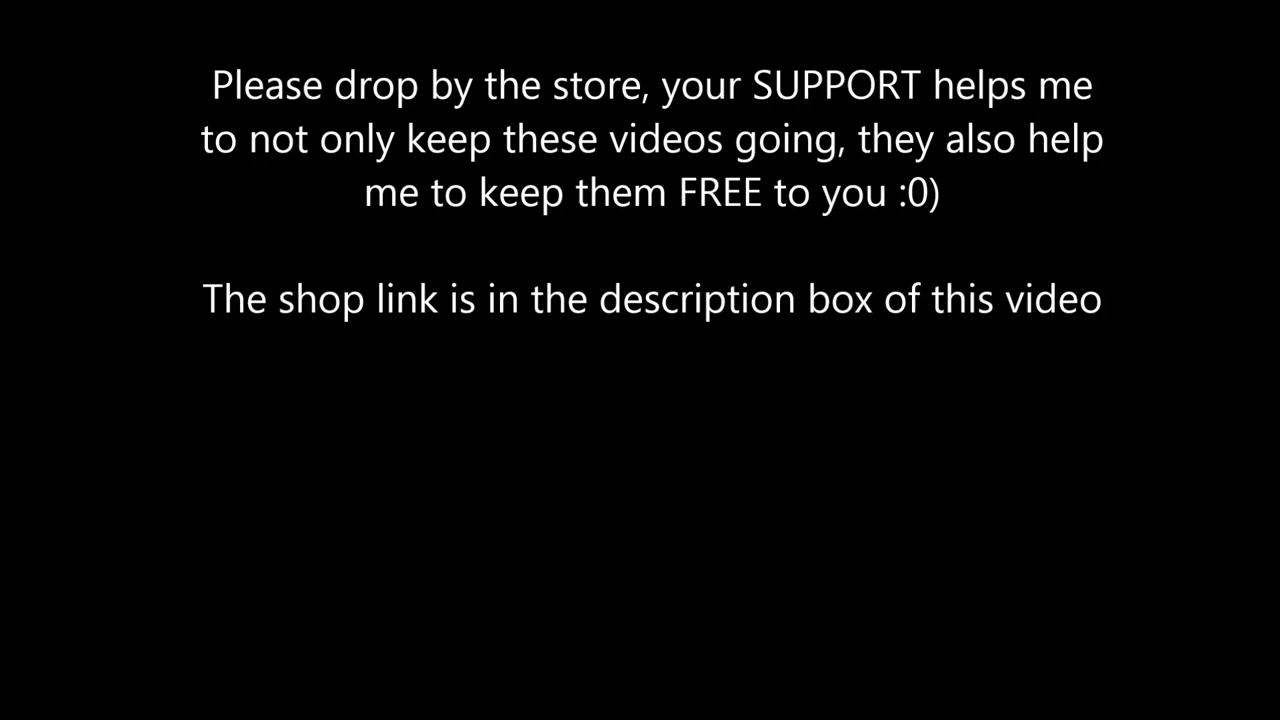 Please drop by the store, your SUPPORT helps me
to not only keep these videos going, they also help
me to keep them FREE to you :0)
The shop link is in the description box of this video